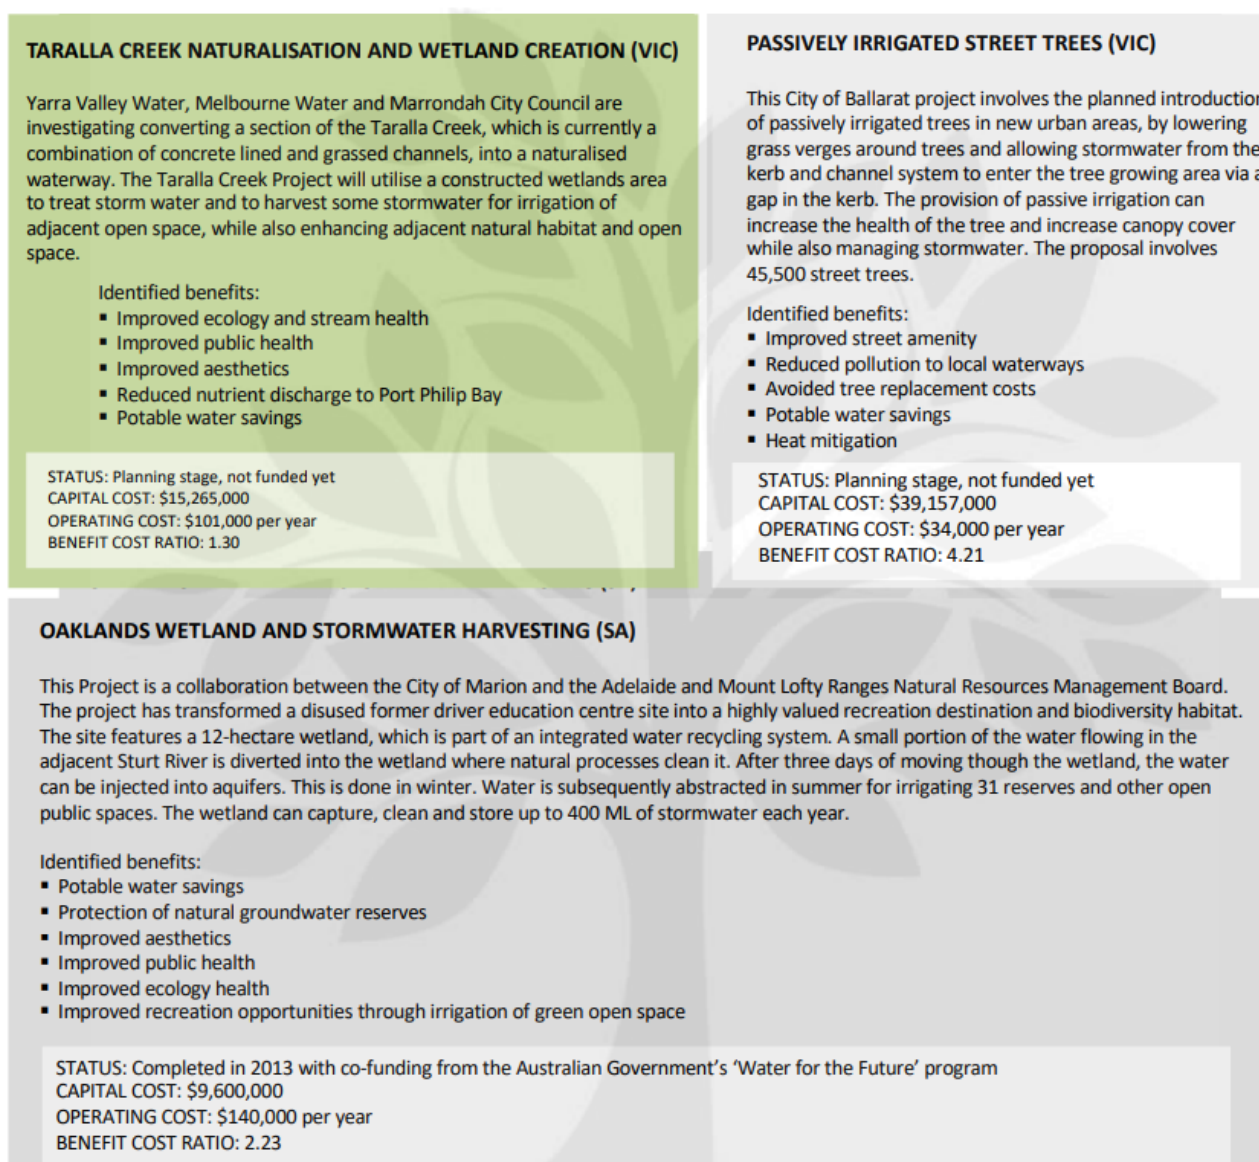 TARALLA CREEK NATURALISATION AND WETLAND CREATION (VIC)
Yarra Valley Water, Melbourne Water and Marrondah City Council are
investigating converting a section of the Taralla Creek, which is currently a
combination of concrete lined and grassed channels, into a naturalised
waterway. The Taralla Creek Project will utilise a constructed wetlands area
to treat storm water and to harvest some stormwater for irrigation of
adjacent open space, while also enhancing adjacent natural habitat and open
space.
Identified benefits:
▪ Improved ecology and stream health
▪ Improved public health
▪ Improved aesthetics
▪ Reduced nutrient discharge to Port Philip Bay
▪ Potable water savings
STATUS: Planning stage, not funded yet
CAPITAL COST: $15,265,000
OPERATING COST: $101,000 per year
BENEFIT COST RATIO: 1.30
PASSIVELY IRRIGATED STREET TREES (VIC)
This City of Ballarat project involves the planned introduction
of passively irrigated trees in new urban areas, by lowering
grass verges around trees and allowing stormwater from the
kerb and channel system to enter the tree growing area via a
gap in the kerb. The provision of passive irrigation can
increase the health of the tree and increase canopy cover
while also managing stormwater. The proposal involves
45,500 street trees.
Identified benefits:
▪ Improved street amenity
▪ Reduced pollution to local waterways
▪ Avoided tree replacement costs
▪ Potable water savings
▪ Heat mitigation
STATUS: Planning stage, not funded yet
CAPITAL COST: $39,157,000
OPERATING COST: $34,000 per year
BENEFIT COST RATIO: 4.21
OAKLANDS WETLAND AND STORMWATER HARVESTING (SA)
This Project is a collaboration between the City of Marion and the Adelaide and Mount Lofty Ranges Natural Resources Management Board.
The project has transformed a disused former driver education centre site into a highly valued recreation destination and biodiversity habitat.
The site features a 12-hectare wetland, which is part of an integrated water recycling system. A small portion of the water flowing in the
adjacent Sturt River is diverted into the wetland where natural processes clean it. After three days of moving though the wetland, the water
can be injected into aquifers. This is done in winter. Water is subsequently abstracted in summer for irrigating 31 reserves and other open
public spaces. The wetland can capture, clean and store up to 400 ML of stormwater each year.
Identified benefits:
▪ Potable water savings
▪ Protection of natural groundwater reserves
▪ Improved aesthetics
▪ Improved public health
▪ Improved ecology health
▪ Improved recreation opportunities through irrigation of green open space
STATUS: Completed in 2013 with co-funding from the Australian Government's 'Water for the Future' program
CAPITAL COST: $9,600,000
OPERATING COST: $140,000 per year
BENEFIT COST RATIO: 2.23